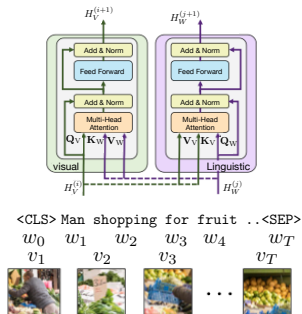 H_V^{(i+1)} H_W^{(j+1)}
Add & Norm Add & Norm
Feed Forward Feed Forward
Add & Norm Add & Norm
Multi-Head Attention Multi-Head Attention
Q_V K_W V_W V_V K_V Q_W
visual Linguistic
H_V^{(i)} H_W^{(j)}
<CLS> Man shopping for fruit ..<SEP>
w_0 w_1 w_2 w_3 w_4 w_T
v_1 v_2 v_3 v_T